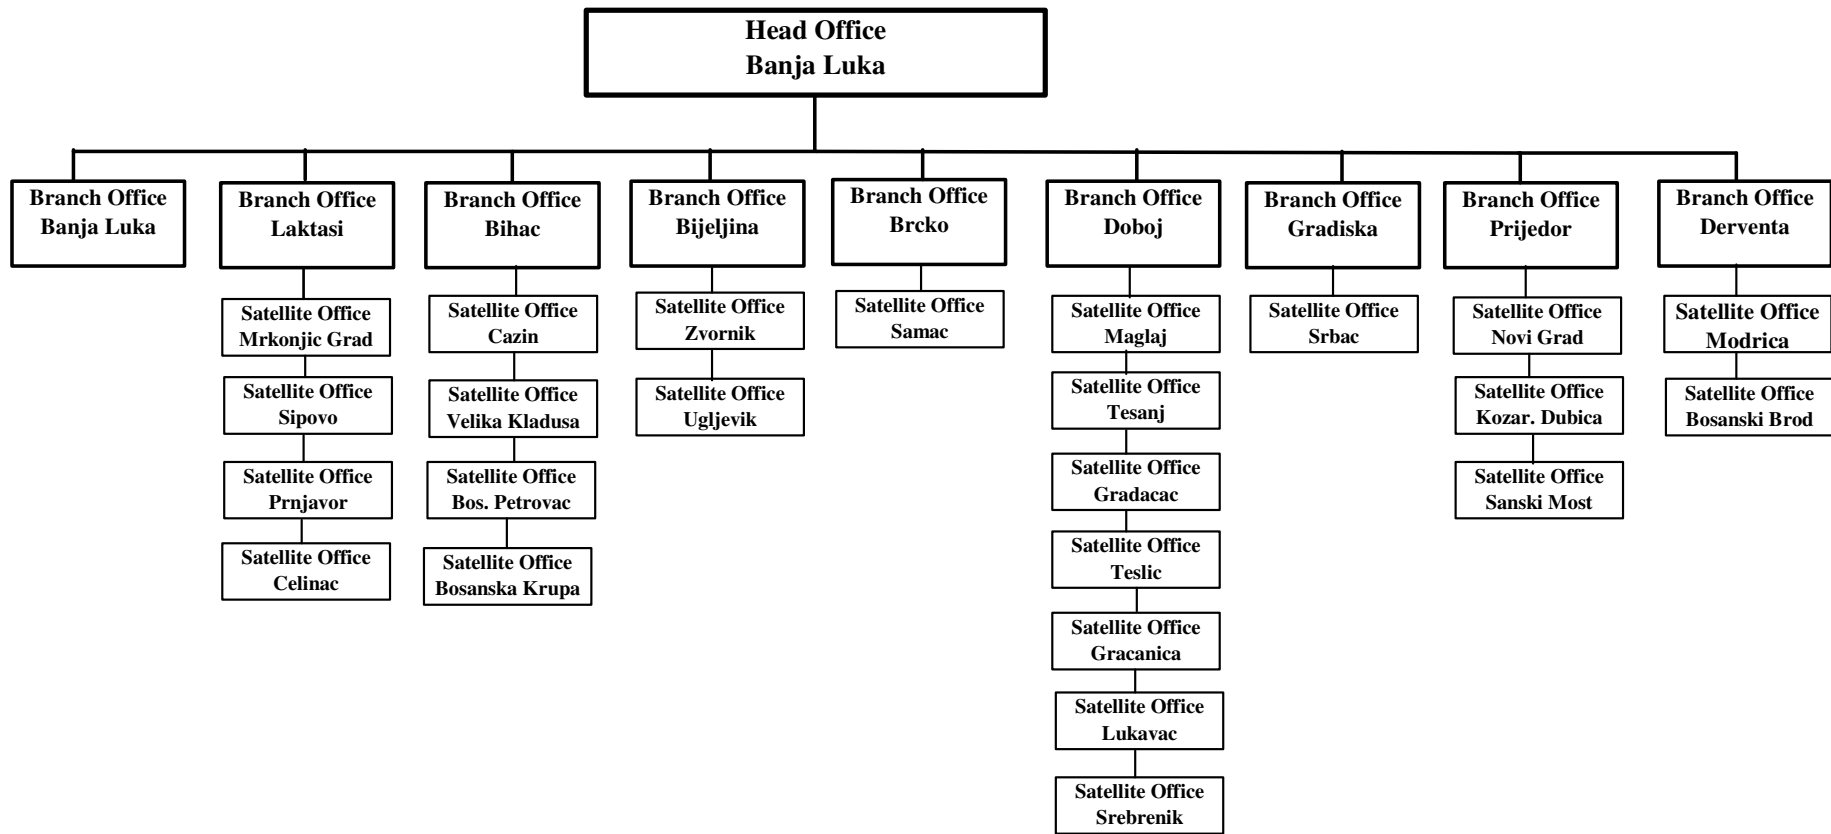 Head Office
Banja Luka
Branch Office
Banja Luka
Branch Office
Laktasi
Branch Office
Bihac
Branch Office
Bijeljina
Branch Office
Brcko
Branch Office
Doboj
Branch Office
Gradiska
Branch Office
Prijedor
Branch Office
Derventa
Satellite Office
Mrkonjic Grad
Satellite Office
Sipovo
Satellite Office
Prnjavor
Satellite Office
Celinac
Satellite Office
Cazin
Satellite Office
Velika Kladusa
Satellite Office
Bos. Petrovac
Satellite Office
Bosanska Krupa
Satellite Office
Zvornik
Satellite Office
Ugljevik
Satellite Office
Samac
Satellite Office
Maglaj
Satellite Office
Tesanj
Satellite Office
Gradacac
Satellite Office
Teslic
Satellite Office
Gracanica
Satellite Office
Lukavac
Satellite Office
Srebrenik
Satellite Office
Srbac
Satellite Office
Novi Grad
Satellite Office
Kozar. Dubica
Satellite Office
Sanski Most
Satellite Office
Modrica
Satellite Office
Bosanski Brod